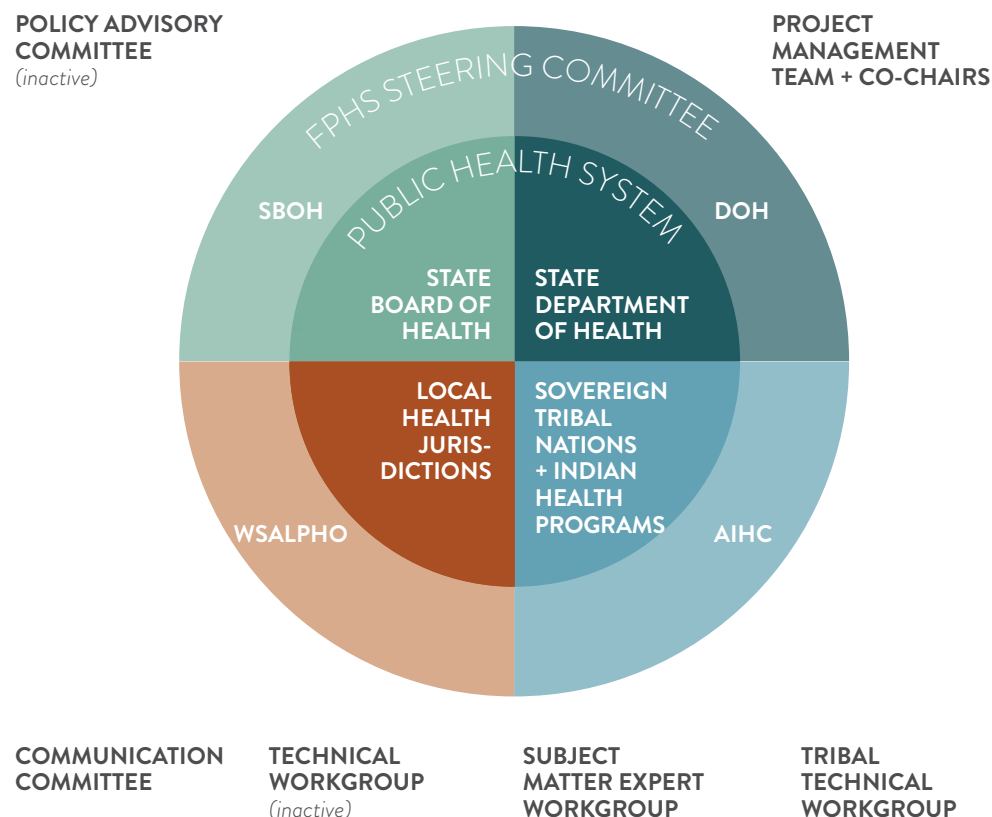 POLICY ADVISORY
COMMITTEE
(inactive)
PROJECT
MANAGEMENT
TEAM + CO-CHAIRS
FPHS STEERING COMMITTEE
PUBLIC HEALTH SYSTEM
SBOH
DOH
STATE
BOARD OF
HEALTH
STATE
DEPARTMENT
OF HEALTH
LOCAL
HEALTH
JURIS-
DICTIONS
SOVEREIGN
TRIBAL
NATIONS
+ INDIAN
HEALTH
PROGRAMS
WSALPHO
AIHC
COMMUNICATION
COMMITTEE
TECHNICAL
WORKGROUP
(inactive)
SUBJECT
MATTER EXPERT
WORKGROUP
TRIBAL
TECHNICAL
WORKGROUP